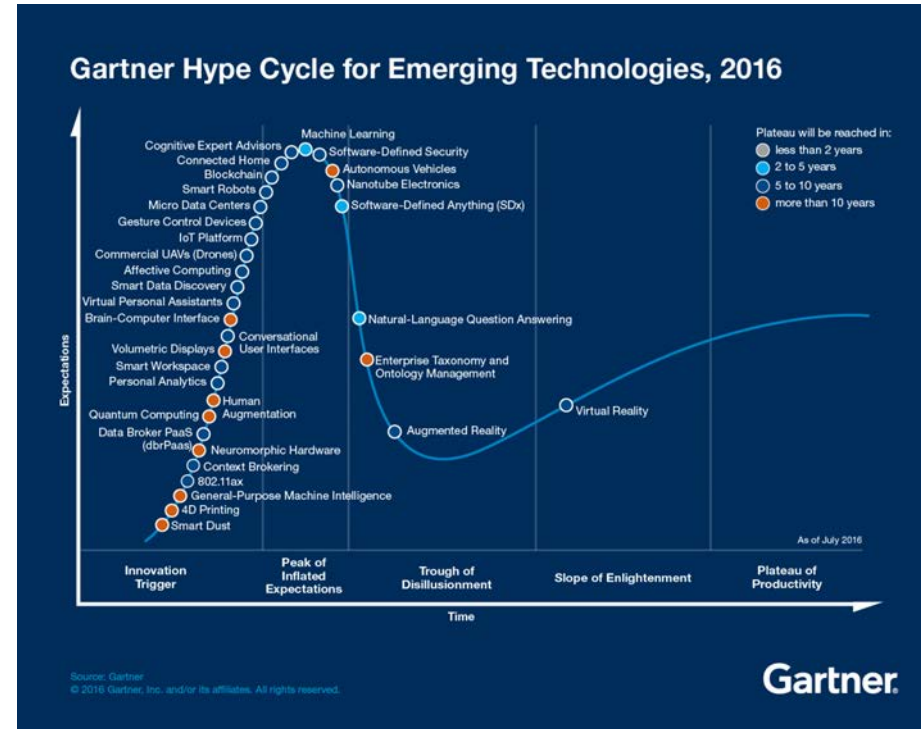 Gartner Hype Cycle for Emerging Technologies, 2016
Plateau will be reached in:
less than 2 years
2 to 5 years
5 to 10 years
more than 10 years
Expectations
Machine Learning
Cognitive Expert Advisors
Software-Defined Security
Connected Home
Autonomous Vehicles
Blockchain
Nanotube Electronics
Smart Robots
Software-Defined Anything (SDx)
Micro Data Centers
Gesture Control Devices
IoT Platform
Commercial UAVs (Drones)
Affective Computing
Smart Data Discovery
Virtual Personal Assistants
Brain-Computer Interface
Natural-Language Question Answering
Conversational
User Interfaces
Volumetric Displays
Enterprise Taxonomy and
Ontology Management
Smart Workspace
Personal Analytics
Human
Augmentation
Quantum Computing
Virtual Reality
Data Broker PaaS
(dbrPaas)
Augmented Reality
Neuromorphic Hardware
Context Brokering
802.11ax
General-Purpose Machine Intelligence
4D Printing
Smart Dust
As of July 2016
Innovation
Trigger
Peak of
Inflated
Expectations
Trough of
Disillusionment
Slope of Enlightenment
Plateau of
Productivity
Time
Source: Gartner
© 2016 Gartner, Inc. and/or its affiliates. All rights reserved.
Gartner.